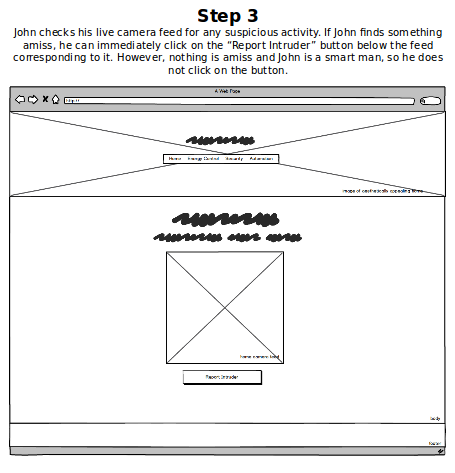 Step 3
John checks his live camera feed for any suspicious activity. If John finds something
amiss, he can immediately click on the “Report Intruder” button below the feed
corresponding to it. However, nothing is amiss and John is a smart man, so he does
not click on the button.
A Web Page
http://
Home Energy Control Security Automation
image of aesthetically appealing home
home camera feed
Report Intruder
body
footer